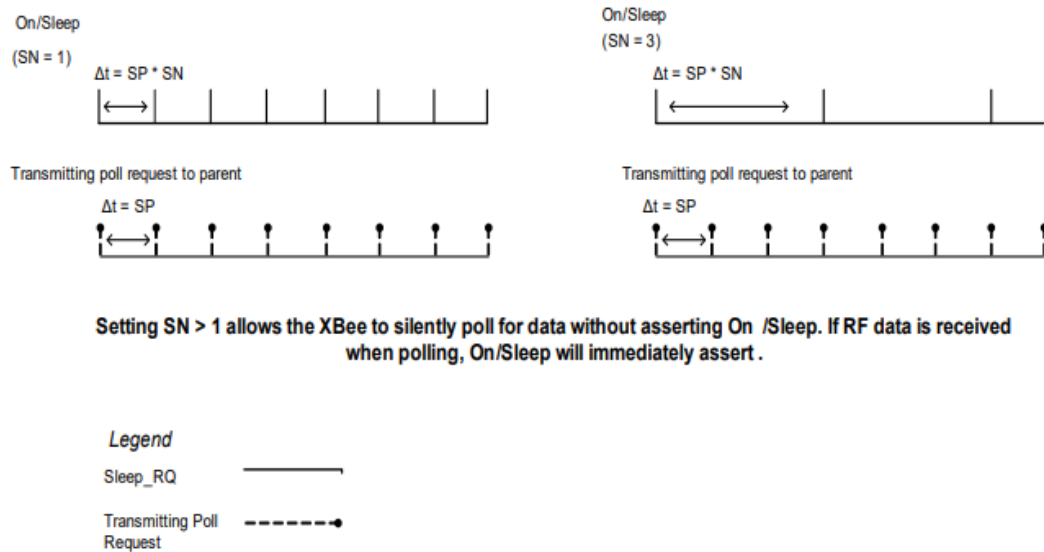 On/Sleep
(SN = 1)
Δt = SP * SN
Transmitting poll request to parent
Δt = SP
On/Sleep
(SN = 3)
Δt = SP * SN
Transmitting poll request to parent
Δt = SP
Setting SN > 1 allows the XBee to silently poll for data without asserting On /Sleep. If RF data is received
when polling, On/Sleep will immediately assert .
Legend
Sleep_RQ
Transmitting Poll
Request